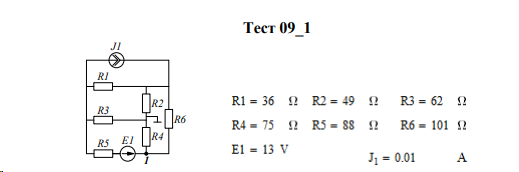 Тест 09_1
J1
R1
R2
R3
R6
R4
R5 E1
1
R1 = 36 Ω R2 = 49 Ω R3 = 62 Ω
R4 = 75 Ω R5 = 88 Ω R6 = 101 Ω
E1 = 13 V
J₁ = 0.01 A